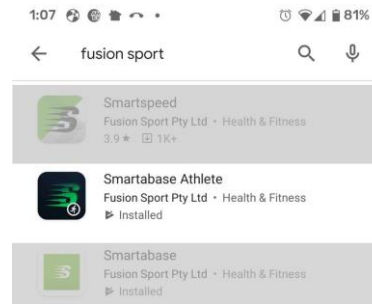 1:07 81%
fusion sport
Smartspeed
Fusion Sport Pty Ltd • Health & Fitness
3.9 ★ 1K+
Smartabase Athlete
Fusion Sport Pty Ltd • Health & Fitness
Installed
Smartabase
Fusion Sport Pty Ltd • Health & Fitness
Installed